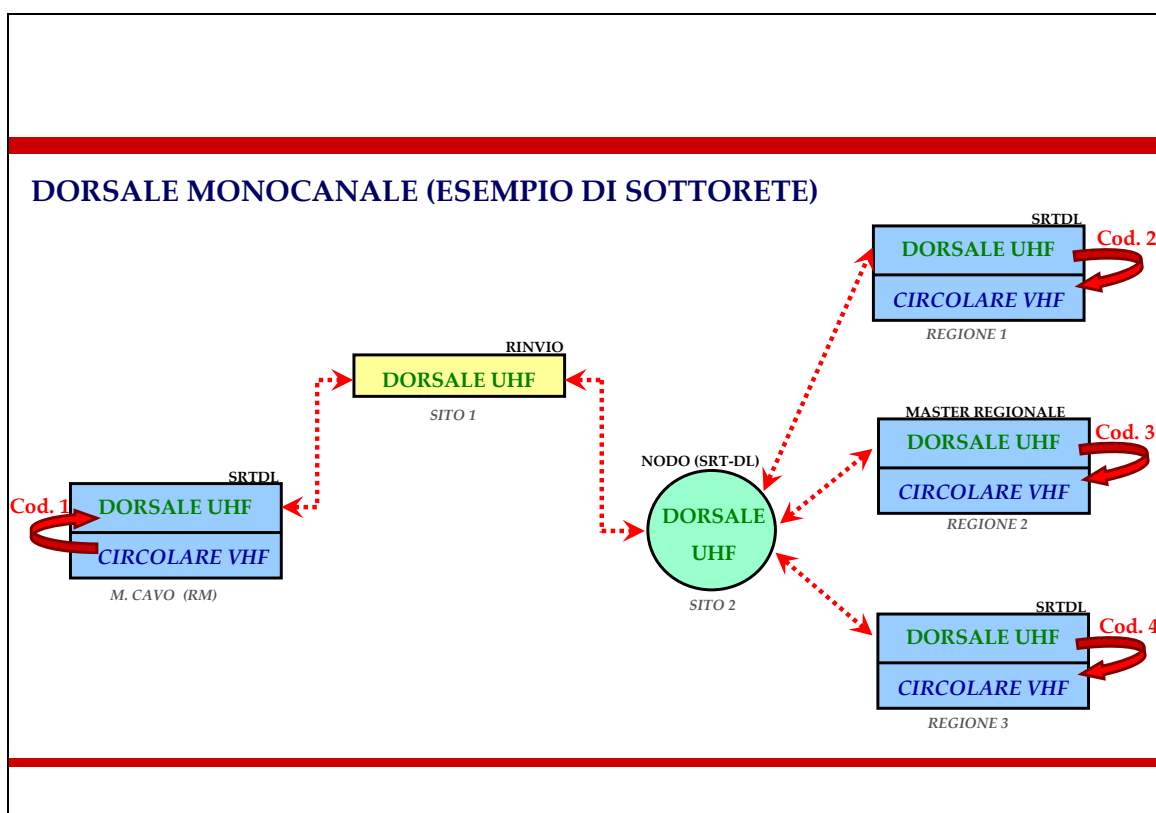 DORSALE MONOCANALE (ESEMPIO DI SOTTORETE)
SRTDL
Cod. 2
DORSALE UHF
CIRCOLARE VHF
REGIONE 1
RINVIO
DORSALE UHF
SITO 1
MASTER REGIONALE
Cod. 3
DORSALE UHF
CIRCOLARE VHF
REGIONE 2
NODO (SRT-DL)
DORSALE
UHF
SITO 2
SRTDL
Cod. 1
DORSALE UHF
CIRCOLARE VHF
M. CAVO (RM)
SRTDL
Cod. 4
DORSALE UHF
CIRCOLARE VHF
REGIONE 3